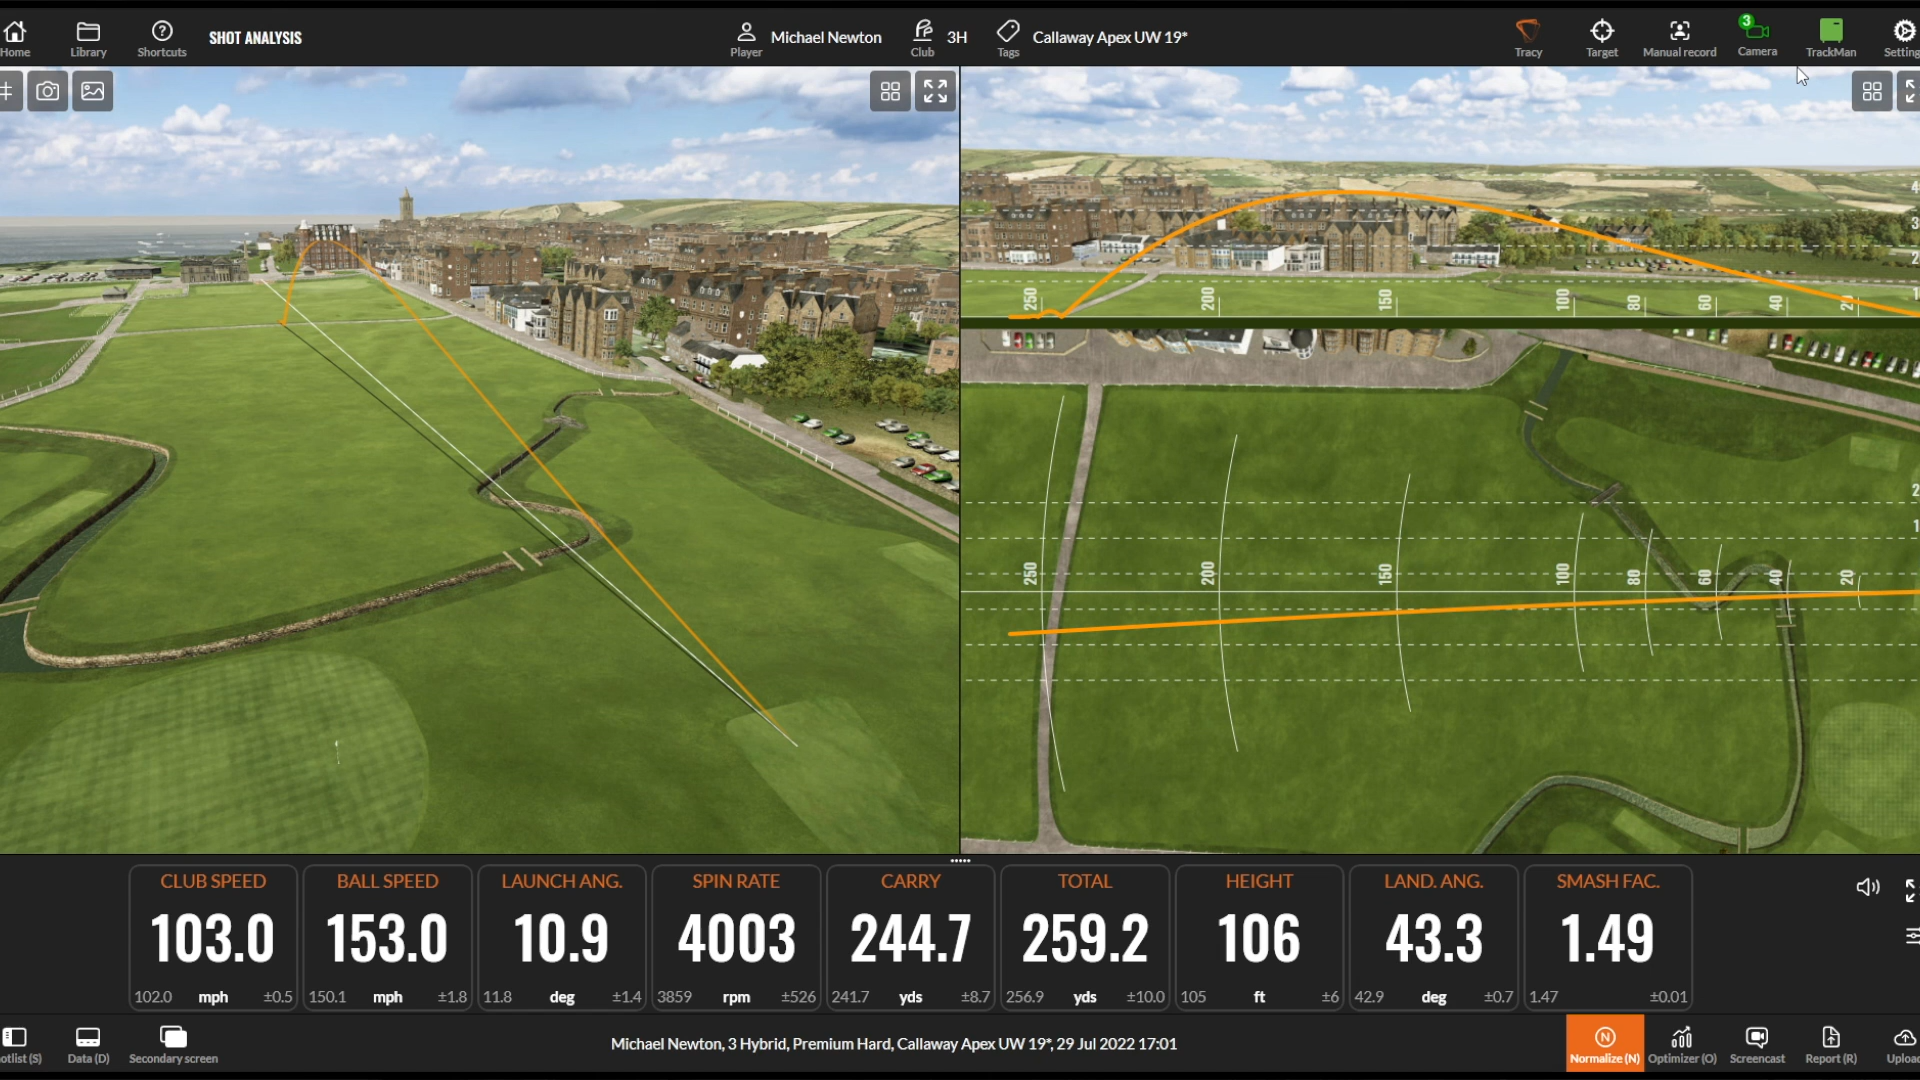 Home
Library
Shortcuts
SHOT ANALYSIS
Player
Michael Newton
Club
3H
Tags
Callaway Apex UW 19*
Tracy
Target
Manual record
3
Camera
TrackMan
Setting
250
200
150
100
80
60
40
20
4
3
2
1
250
200
150
100
80
60
40
20
2
1
CLUB SPEED
103.0
102.0 mph ±0.5
BALL SPEED
153.0
150.1 mph ±1.8
LAUNCH ANG.
10.9
11.8 deg ±1.4
SPIN RATE
4003
3859 rpm ±526
CARRY
244.7
241.7 yds ±8.7
TOTAL
259.2
256.9 yds ±10.0
HEIGHT
106
105 ft ±6
LAND. ANG.
43.3
42.9 deg ±0.7
SMASH FAC.
1.49
1.47 ±0.01
otlist (S)
Data (D)
Secondary screen
Michael Newton, 3 Hybrid, Premium Hard, Callaway Apex UW 19*, 29 Jul 2022 17:01
N
Normalize (N)
Optimizer (O)
Screencast
Report (R)
Upload